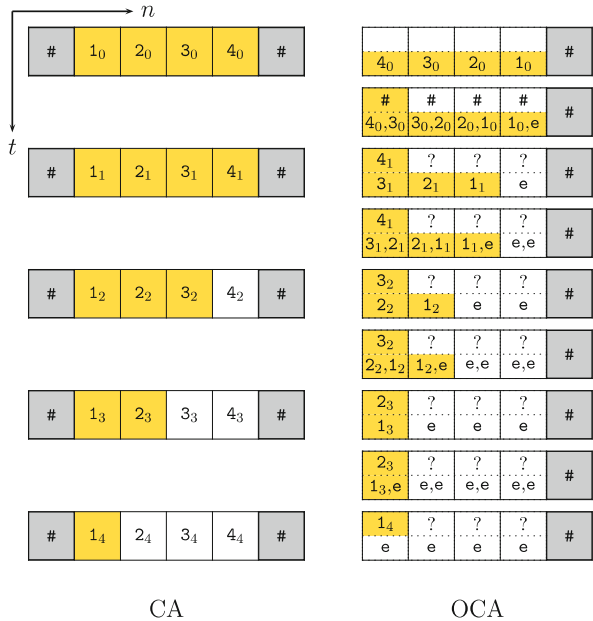 n
# 1₀ 2₀ 3₀ 4₀ # 4₀ 3₀ 2₀ 1₀ #
# # # #
4₀,3₀ 3₀,2₀ 2₀,1₀ 1₀,e #
t
4₁ ? ? ?
# 1₁ 2₁ 3₁ 4₁ # 3₁ 2₁ 1₁ e #
4₁ ? ? ?
3₁,2₁ 2₁,1₁ 1₁,e e,e #
3₂ ? ? ?
# 1₂ 2₂ 3₂ 4₂ # 2₂ 1₂ e e #
3₂ ? ? ?
2₂,1₂ 1₂,e e,e e,e #
2₃ ? ? ?
# 1₃ 2₃ 3₃ 4₃ # 1₃ e e e #
2₃ ? ? ?
1₃,e e,e e,e e,e #
1₄ ? ? ?
# 1₄ 2₄ 3₄ 4₄ # e e e e #
CA OCA